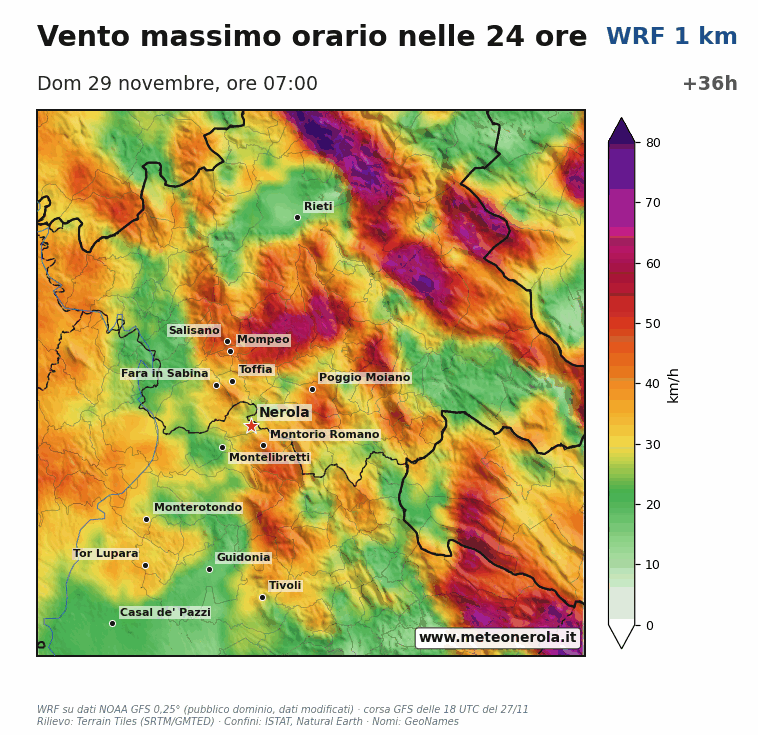 Vento massimo orario nelle 24 ore WRF 1 km
Dom 29 novembre, ore 07:00 +36h
80
70
60
50
40
30
20
10
0
km/h
Rieti
Salisano
Mompeo
Toffia
Fara in Sabina
Poggio Moiano
Nerola
Montorio Romano
Montelibretti
Monterotondo
Tor Lupara
Guidonia
Tivoli
Casal de' Pazzi
www.meteonerola.it
WRF su dati NOAA GFS 0,25° (pubblico dominio, dati modificati) · corsa GFS delle 18 UTC del 27/11
Rilievo: Terrain Tiles (SRTM/GMTED) · Confini: ISTAT, Natural Earth · Nomi: GeoNames